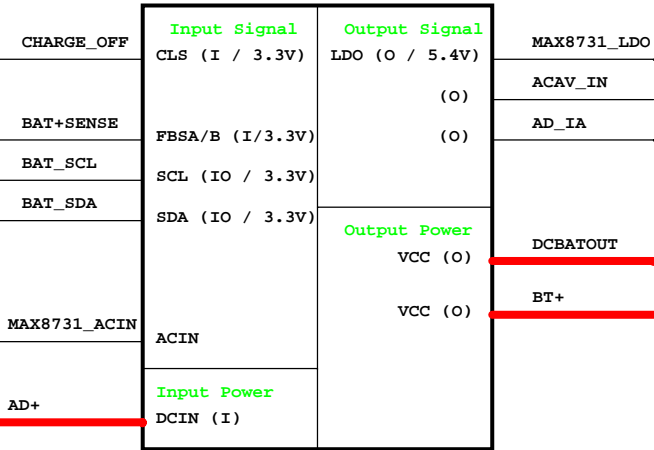 Input Signal
Output Signal
CHARGE_OFF
CLS (I / 3.3V)
LDO (O / 5.4V)
MAX8731_LDO
ACAV_IN
(O)
BAT+SENSE
FBSA/B (I/3.3V)
(O)
AD_IA
BAT_SCL
SCL (IO / 3.3V)
BAT_SDA
SDA (IO / 3.3V)
Output Power
VCC (O)
DCBATOUT
VCC (O)
BT+
MAX8731_ACIN
ACIN
Input Power
AD+
DCIN (I)